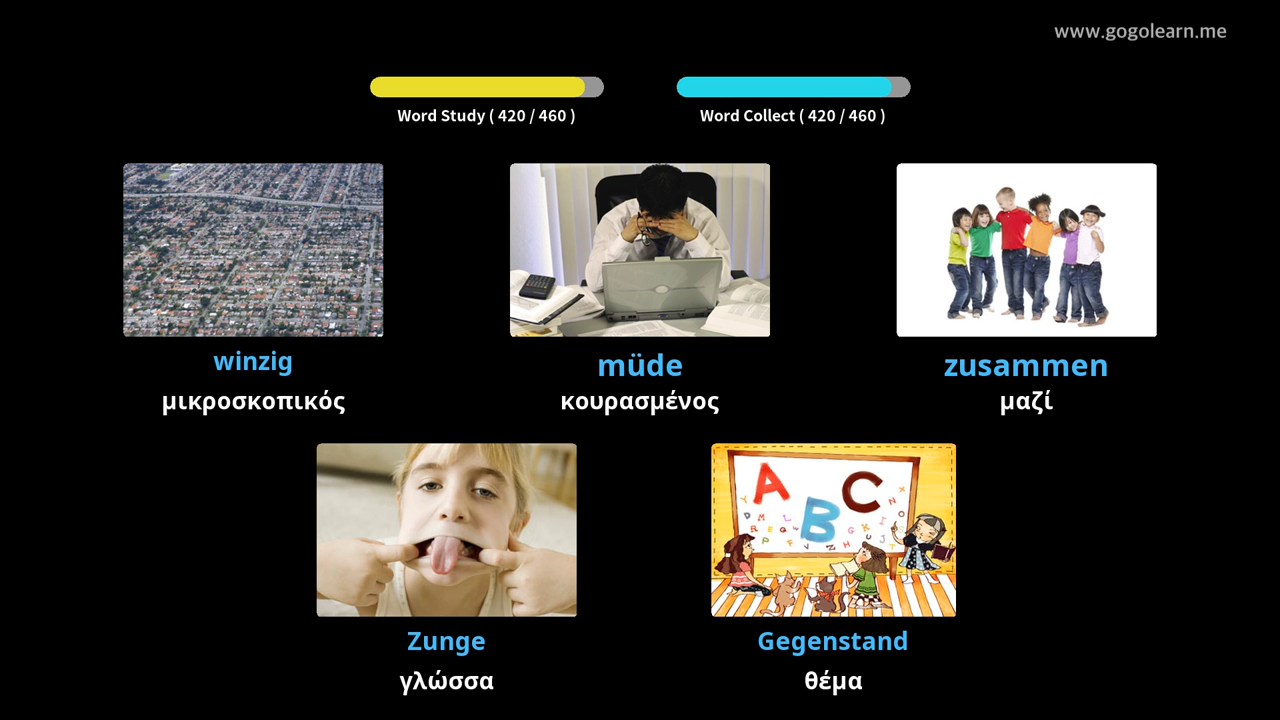 www.gogolearn.me
Word Study ( 420 / 460 )
Word Collect ( 420 / 460 )
winzig
μικροσκοπικός
müde
κουρασμένος
zusammen
μαζί
A
B
C
Zunge
γλώσσα
Gegenstand
θέμα